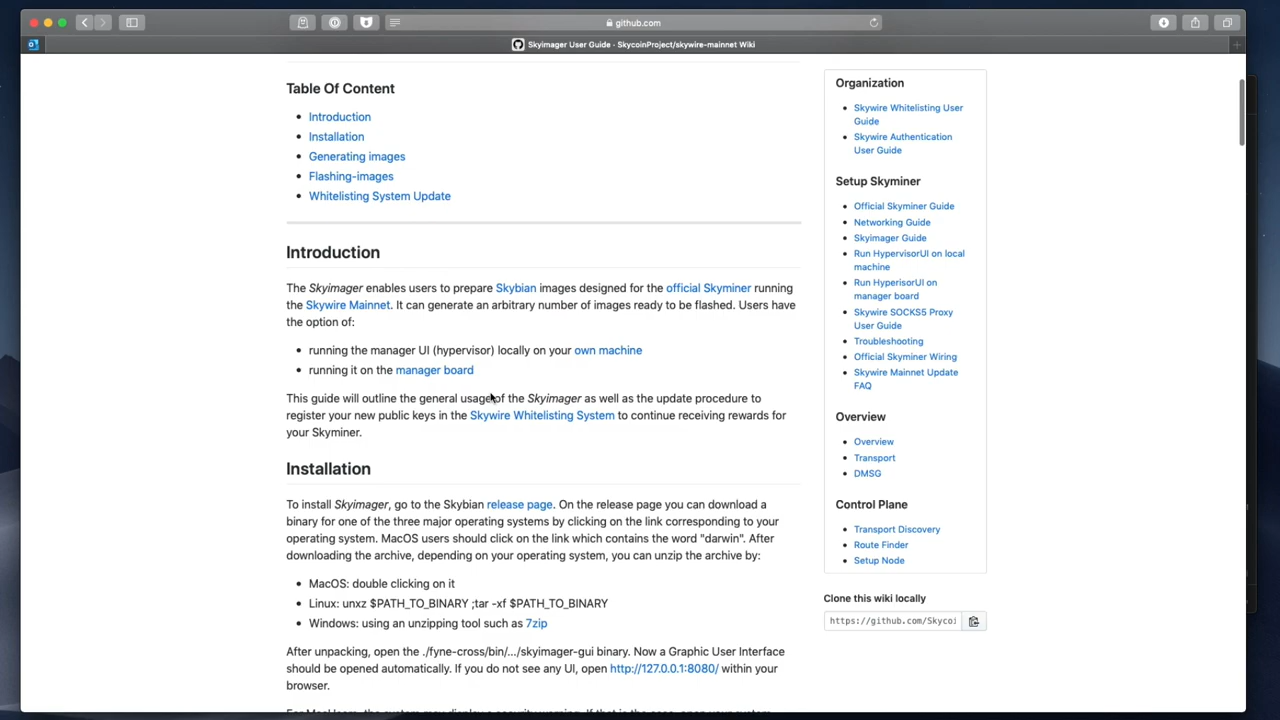 github.com
Skyimager User Guide · SkycoinProject/skywire-mainnet Wiki
Table Of Content
Introduction
Installation
Generating images
Flashing-images
Whitelisting System Update
Introduction
The Skyimager enables users to prepare Skybian images designed for the official Skyminer running
the Skywire Mainnet. It can generate an arbitrary number of images ready to be flashed. Users have
the option of:
running the manager UI (hypervisor) locally on your own machine
running it on the manager board
This guide will outline the general usage of the Skyimager as well as the update procedure to
register your new public keys in the Skywire Whitelisting System to continue receiving rewards for
your Skyminer.
Installation
To install Skyimager, go to the Skybian release page. On the release page you can download a
binary for one of the three major operating systems by clicking on the link corresponding to your
operating system. MacOS users should click on the link which contains the word "darwin". After
downloading the archive, depending on your operating system, you can unzip the archive by:
MacOS: double clicking on it
Linux: unxz $PATH_TO_BINARY ;tar -xf $PATH_TO_BINARY
Windows: using an unzipping tool such as 7zip
After unpacking, open the ./fyne-cross/bin/.../skyimager-gui binary. Now a Graphic User Interface
should be opened automatically. If you do not see any UI, open http://127.0.0.1:8080/ within your
browser.
Organization
Skywire Whitelisting User
Guide
Skywire Authentication
User Guide
Setup Skyminer
Official Skyminer Guide
Networking Guide
Skyimager Guide
Run HypervisorUI on local
machine
Run HyperisorUI on
manager board
Skywire SOCKS5 Proxy
User Guide
Troubleshooting
Official Skyminer Wiring
Skywire Mainnet Update
FAQ
Overview
Overview
Transport
DMSG
Control Plane
Transport Discovery
Route Finder
Setup Node
Clone this wiki locally
https://github.com/Skycoi